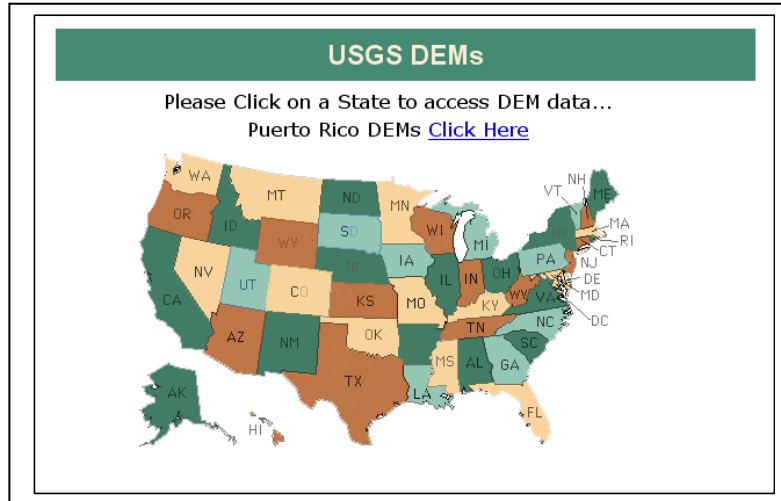 USGS DEMs
Please Click on a State to access DEM data...
Puerto Rico DEMs Click Here
WA
MT
ND
MN
VT
NH
ME
OR
ID
SD
WI
MI
NY
MA
RI
CT
WY
IA
PA
NJ
NE
NV
UT
CO
IL
IN
OH
DE
MD
DC
CA
KS
MO
KY
WV
VA
AZ
NM
OK
TN
NC
SC
TX
MS
AL
GA
LA
AK
HI
FL